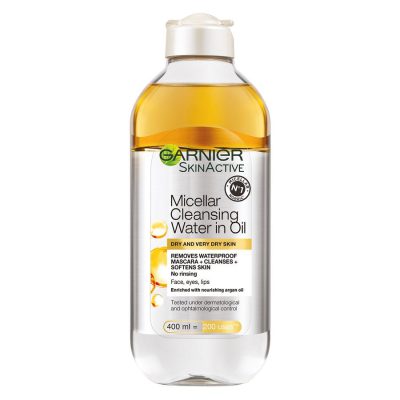 GARNIER
SKINACTIVE
Micellar
Cleansing
Water in Oil
N°1
DRY AND VERY DRY SKIN
REMOVES WATERPROOF
MASCARA + CLEANSES +
SOFTENS SKIN
No rinsing
Face, eyes, lips
Enriched with nourishing argan oil
Tested under dermatological
and ophtalmological control
400 ml = 200 uses